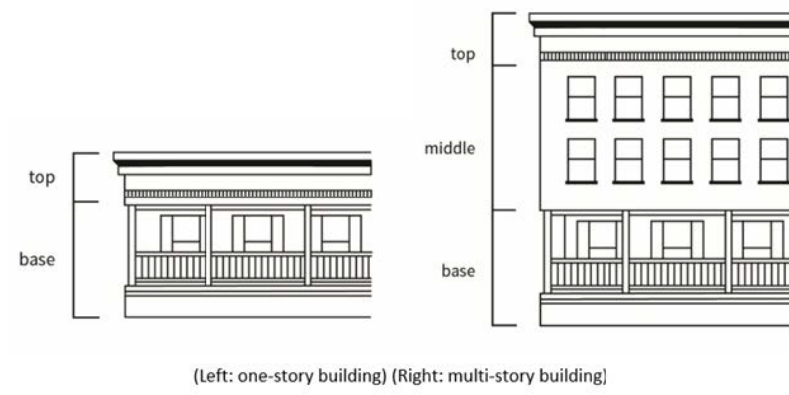 top
middle
top
base
base
(Left: one-story building) (Right: multi-story building)